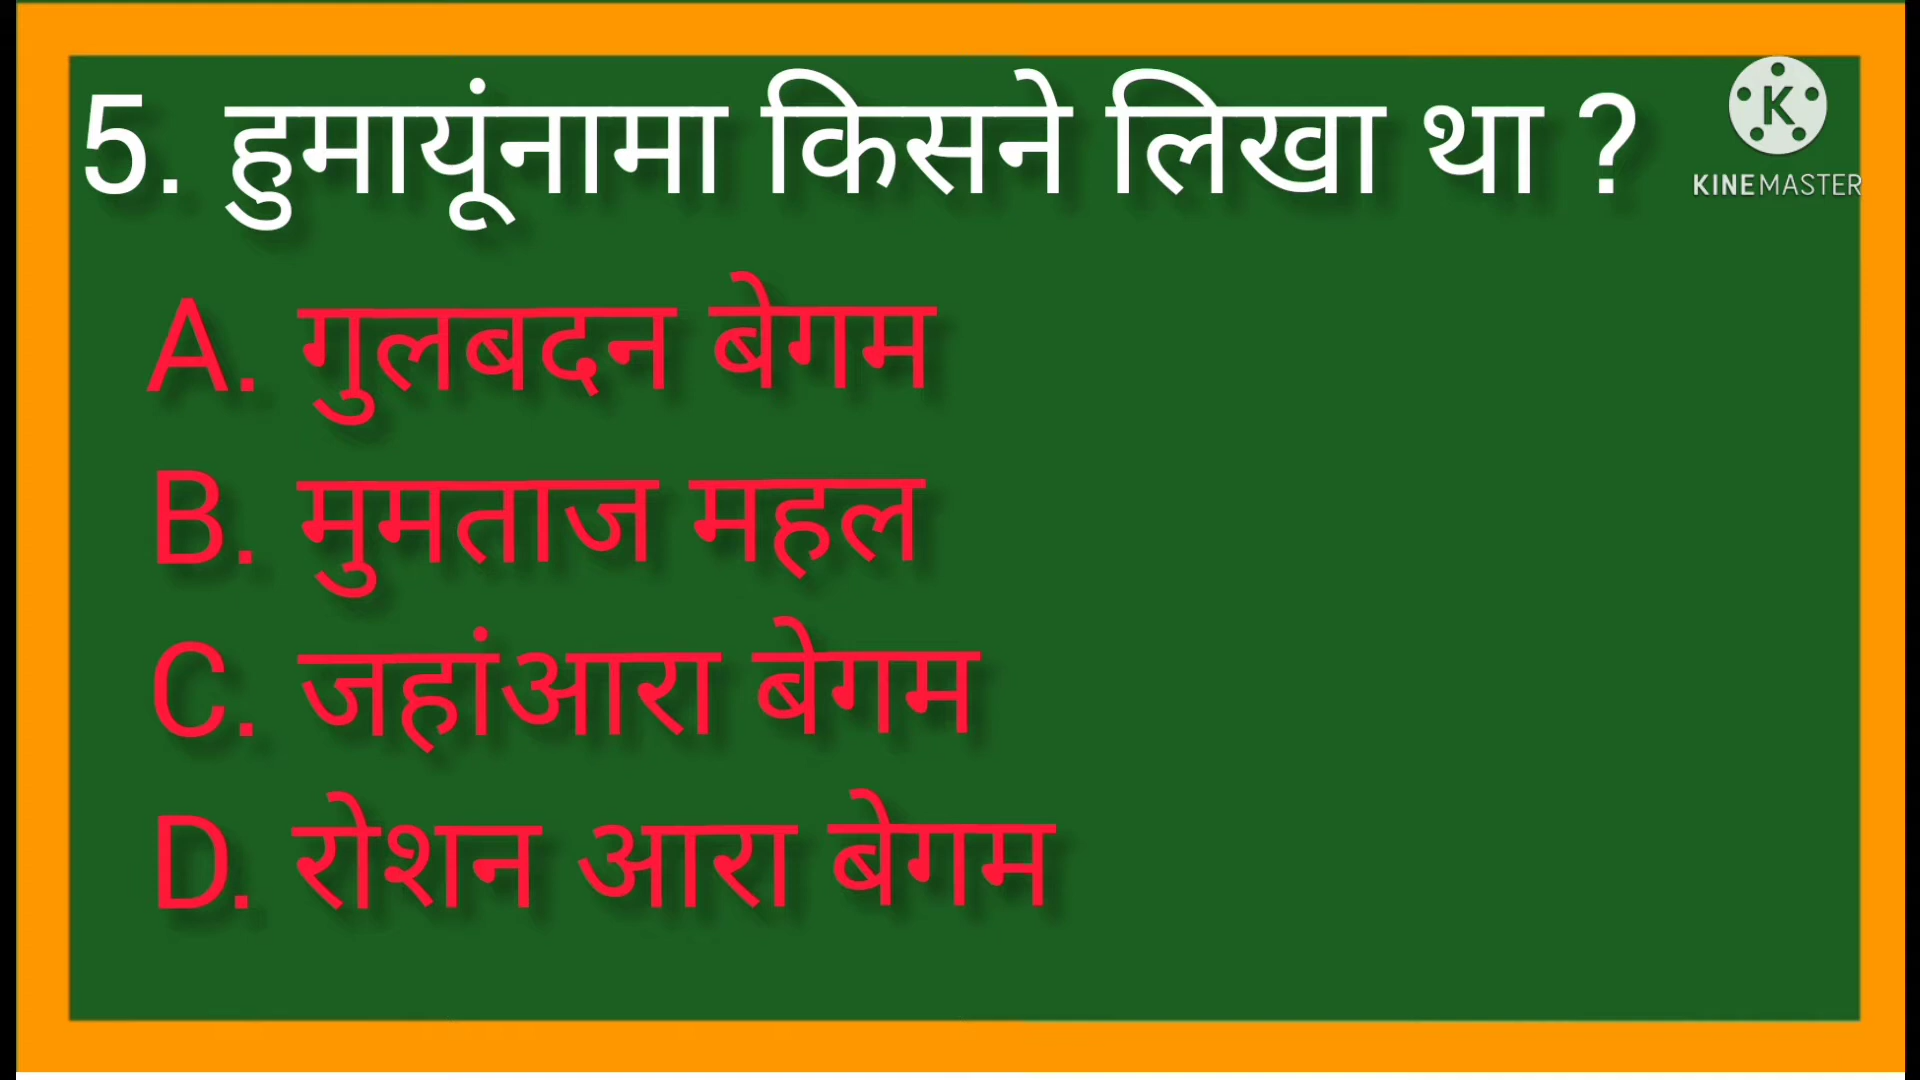 5. हुमायूंनामा किसने लिखा था ?
K
KINEMASTER
A. गुलबदन बेगम
B. मुमताज महल
C. जहांआरा बेगम
D. रोशन आरा बेगम